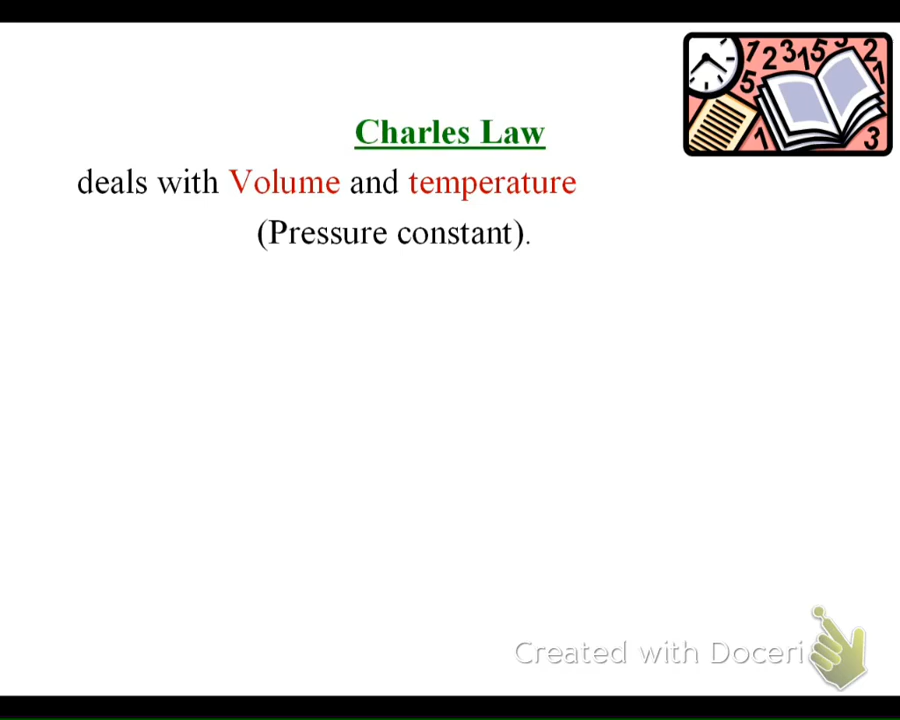 Charles Law
deals with Volume and temperature
(Pressure constant).
Created with Doceri